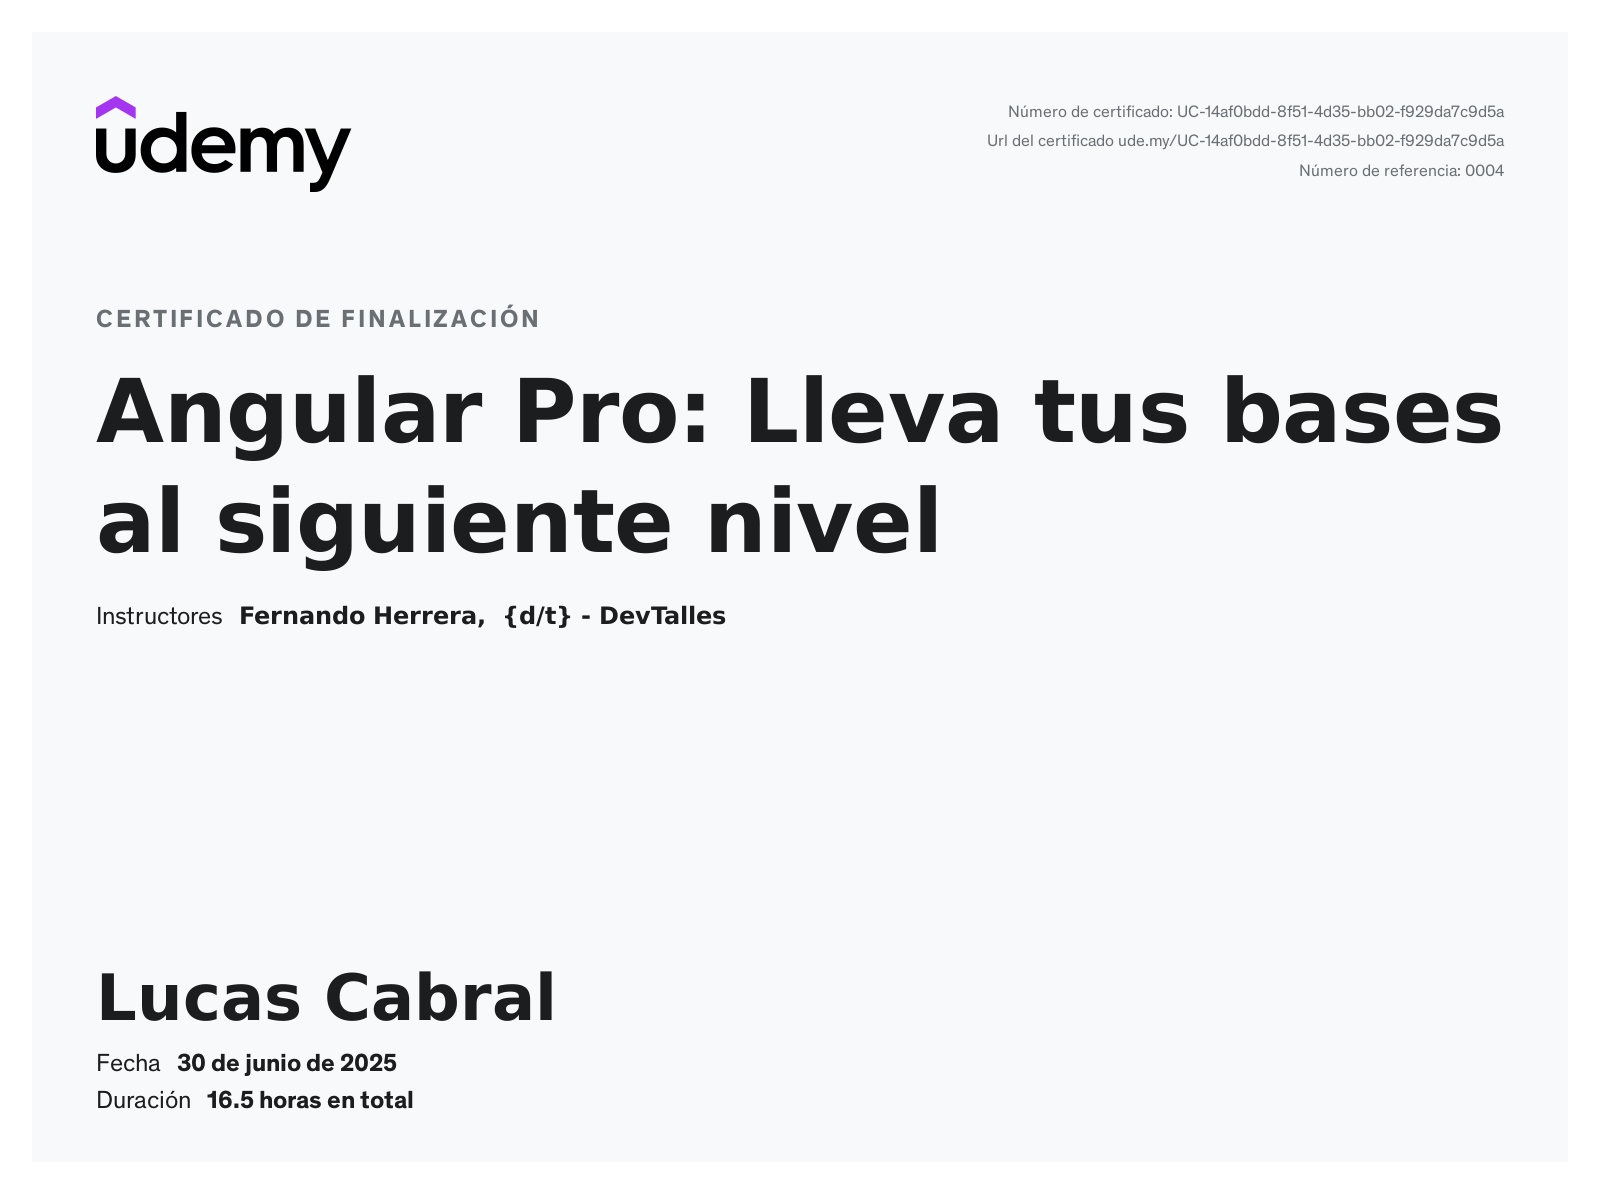 udemy
Número de certificado: UC-14af0bdd-8f51-4d35-bb02-f929da7c9d5a
Url del certificado ude.my/UC-14af0bdd-8f51-4d35-bb02-f929da7c9d5a
Número de referencia: 0004
CERTIFICADO DE FINALIZACIÓN
Angular Pro: Lleva tus bases
al siguiente nivel
Instructores Fernando Herrera, {d/t} - DevTalles
Lucas Cabral
Fecha 30 de junio de 2025
Duración 16.5 horas en total